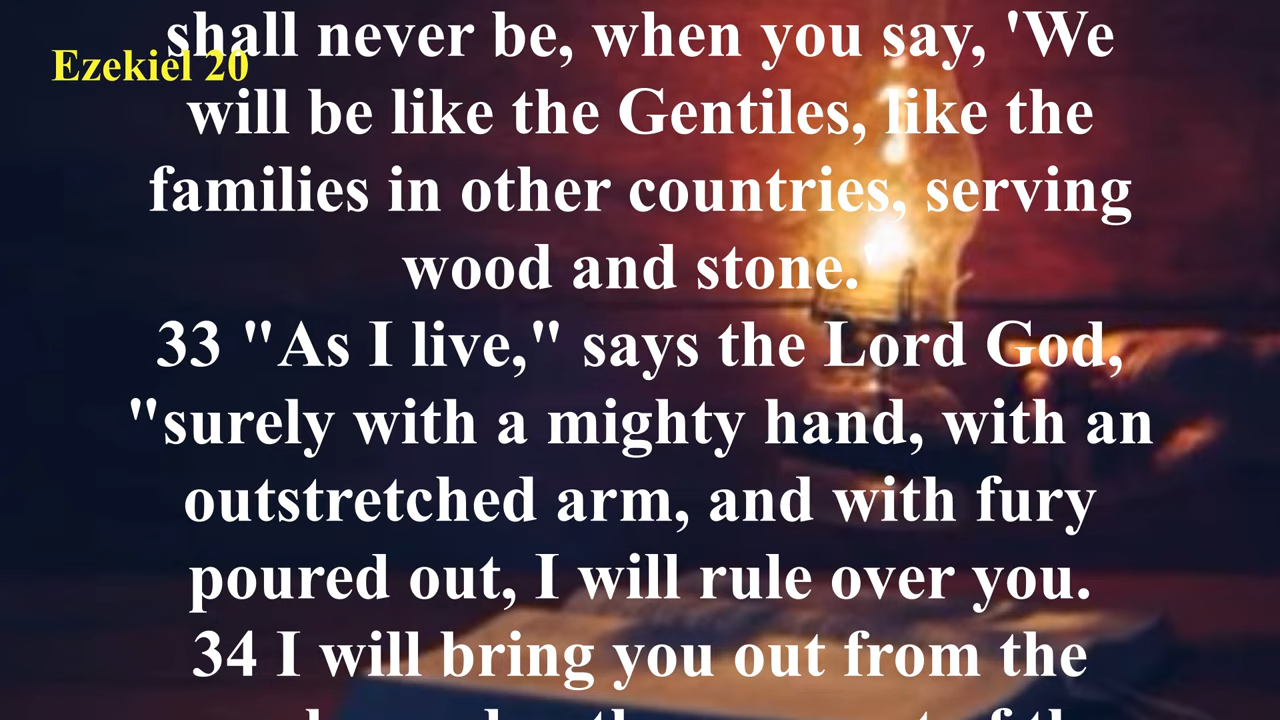 shall never be, when you say, 'We
Ezekiel 20
will be like the Gentiles, like the
families in other countries, serving
wood and stone.'
33 "As I live," says the Lord God,
"surely with a mighty hand, with an
outstretched arm, and with fury
poured out, I will rule over you.
34 I will bring you out from the